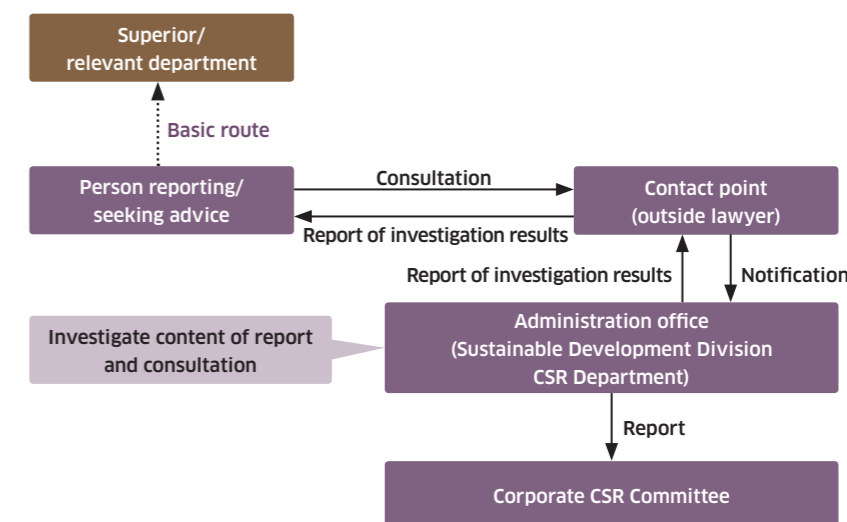 Superior/
relevant department
Basic route
Person reporting/
seeking advice
Consultation
Report of investigation results
Contact point
(outside lawyer)
Report of investigation results
Notification
Investigate content of report
and consultation
Administration office
(Sustainable Development Division
CSR Department)
Report
Corporate CSR Committee